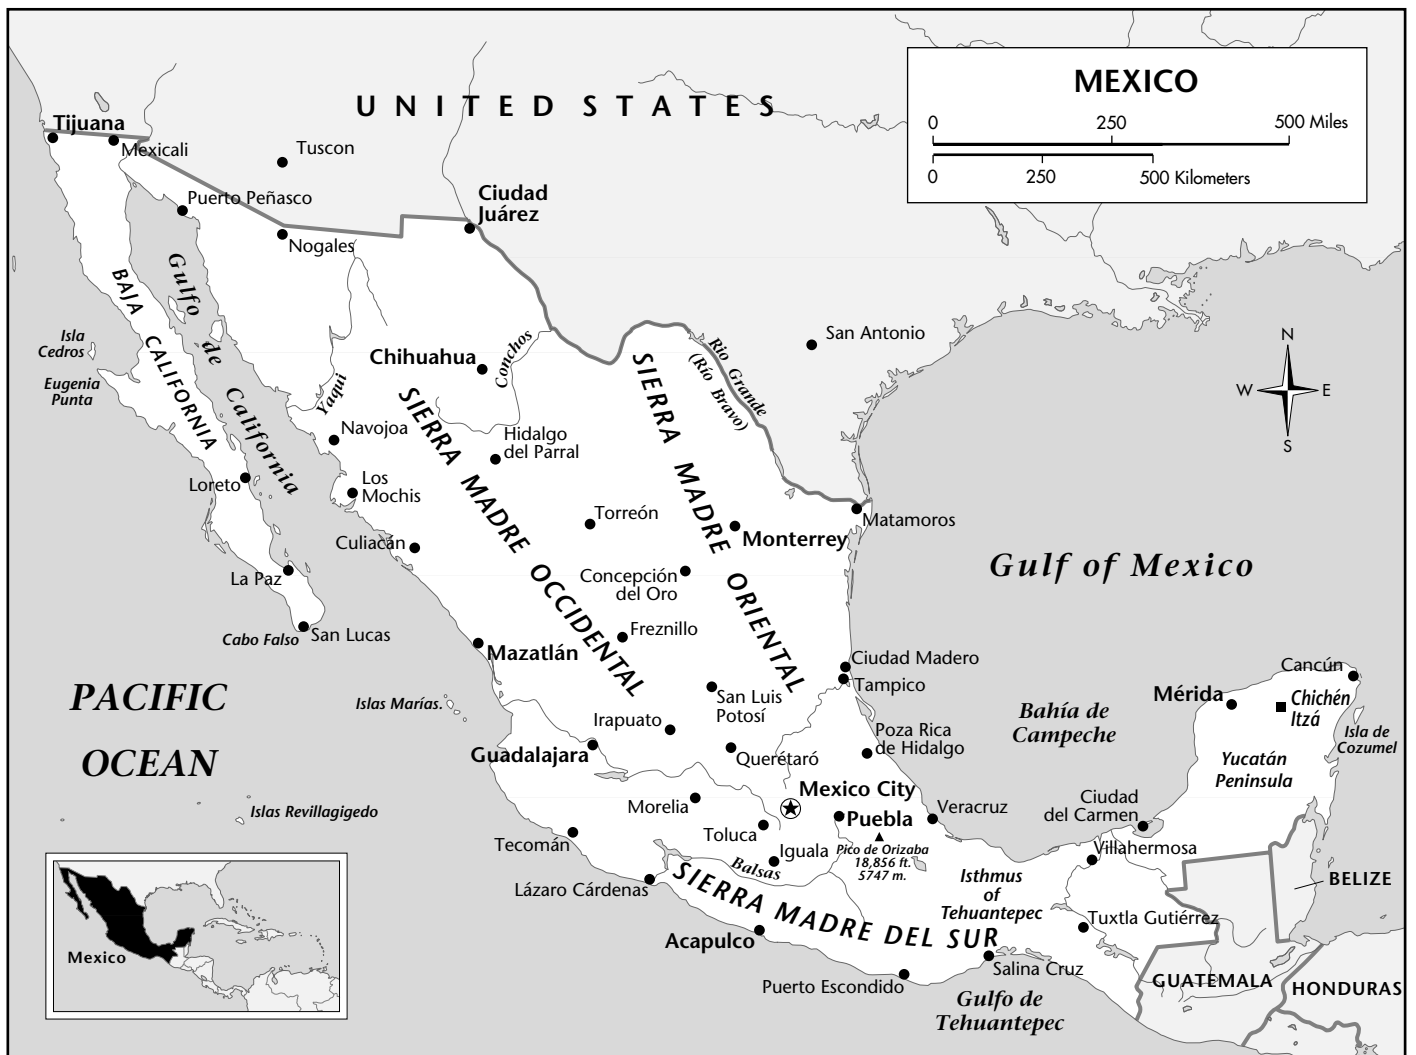 MEXICO
0 250 500 Miles
0 250 500 Kilometers
UNITED STATES
Tijuana
Mexicali
Tuscon
Puerto Peñasco
Nogales
Ciudad
Juárez
Gulfo de California
BAJA CALIFORNIA
Isla
Cedros
Eugenia
Punta
Chihuahua
Conchos
Yaqui
San Antonio
Rio Grande
(Río Bravo)
N
W E
S
SIERRA MADRE OCCIDENTAL
SIERRA MADRE ORIENTAL
Navojoa
Hidalgo
del Parral
Loreto
Los
Mochis
Torreón
Matamoros
Monterrey
Culiacán
La Paz
Concepción
del Oro
Gulf of Mexico
Cabo Falso
San Lucas
Freznillo
Mazatlán
Ciudad Madero
Tampico
Cancún
Mérida
Chichén
Itzá
PACIFIC
OCEAN
Islas Marías.
San Luis
Potosí
Irapuato
Bahía de
Campeche
Poza Rica
de Hidalgo
Isla de
Cozumel
Guadalajara
Querétaró
Yucatán
Peninsula
Mexico City
Islas Revillagigedo
Morelia
Puebla
Veracruz
Ciudad
del Carmen
Toluca
Tecomán
Iguala
Pico de Orizaba
18,856 ft.
5747 m.
Villahermosa
Balsas
Lázaro Cárdenas
SIERRA MADRE DEL SUR
Isthmus
of
Tehuantepec
BELIZE
Tuxtla Gutiérrez
Acapulco
Salina Cruz
Puerto Escondido
Gulfo de
Tehuantepec
GUATEMALA
HONDURAS
Mexico